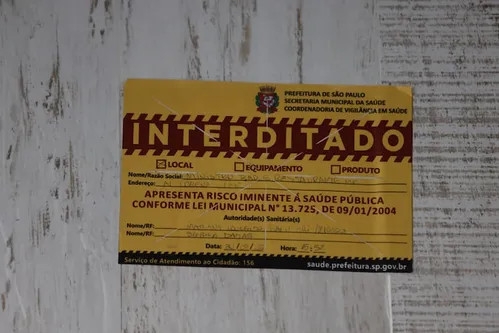 PREFEITURA DE SÃO PAULO
SECRETARIA MUNICIPAL DA SAÚDE
COORDENADORIA DE VIGILÂNCIA EM SAÚDE
INTERDITADO
LOCAL EQUIPAMENTO PRODUTO
Nome/Razão Social:
Endereço:
APRESENTA RISCO IMINENTE À SAÚDE PÚBLICA
CONFORME LEI MUNICIPAL N° 13.725, DE 09/01/2004
Autoridade(s) Sanitária(s)
Nome/RF:
Nome/RF:
Data: Hora:
Serviço de Atendimento ao Cidadão: 156 saude.prefeitura.sp.gov.br